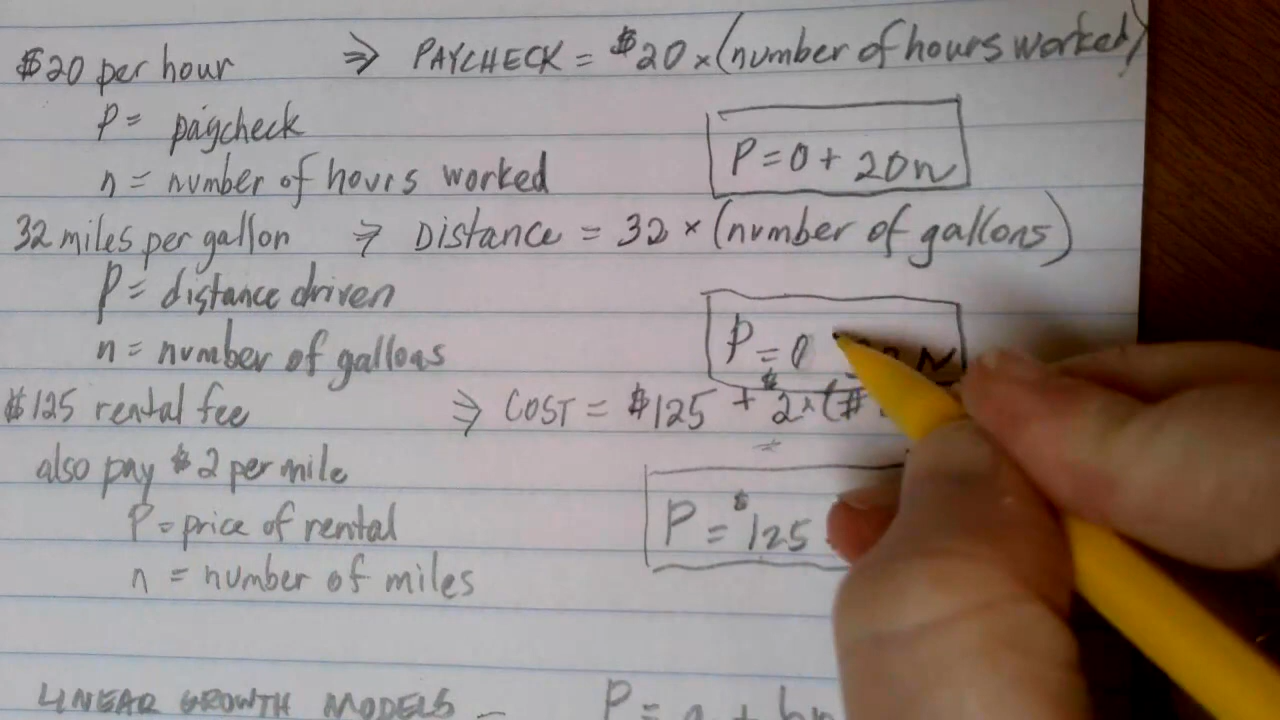 $20 per hour ⇒ PAYCHECK = $20 × (number of hours worked)
P = paycheck
P = 0 + 20n
n = number of hours worked
32 miles per gallon ⇒ DISTANCE = 32 × (number of gallons)
P = distance driven
P = 0 N
n = number of gallons
$125 rental fee ⇒ COST = $125 + $2 × (#
also pay $2 per mile
P = price of rental
P = $125
n = number of miles
LINEAR GROWTH MODELS – P = a + bn